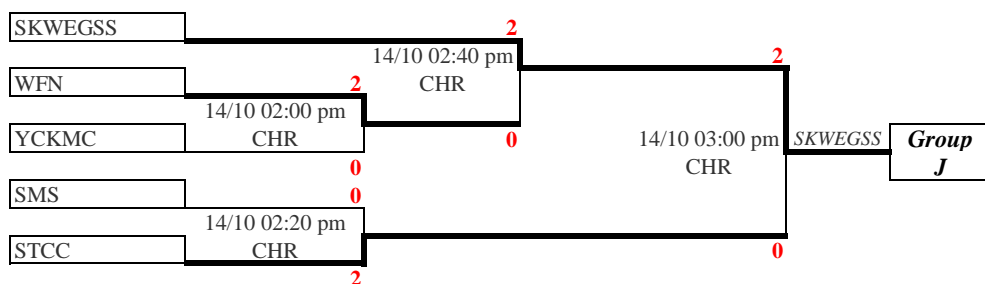 SKWEGSS
2
14/10 02:40 pm
CHR
2
WFN
2
14/10 02:00 pm
CHR
0
YCKMC
0
14/10 03:00 pm
CHR
SKWEGSS
Group
J
SMS
0
14/10 02:20 pm
CHR
STCC
2
0